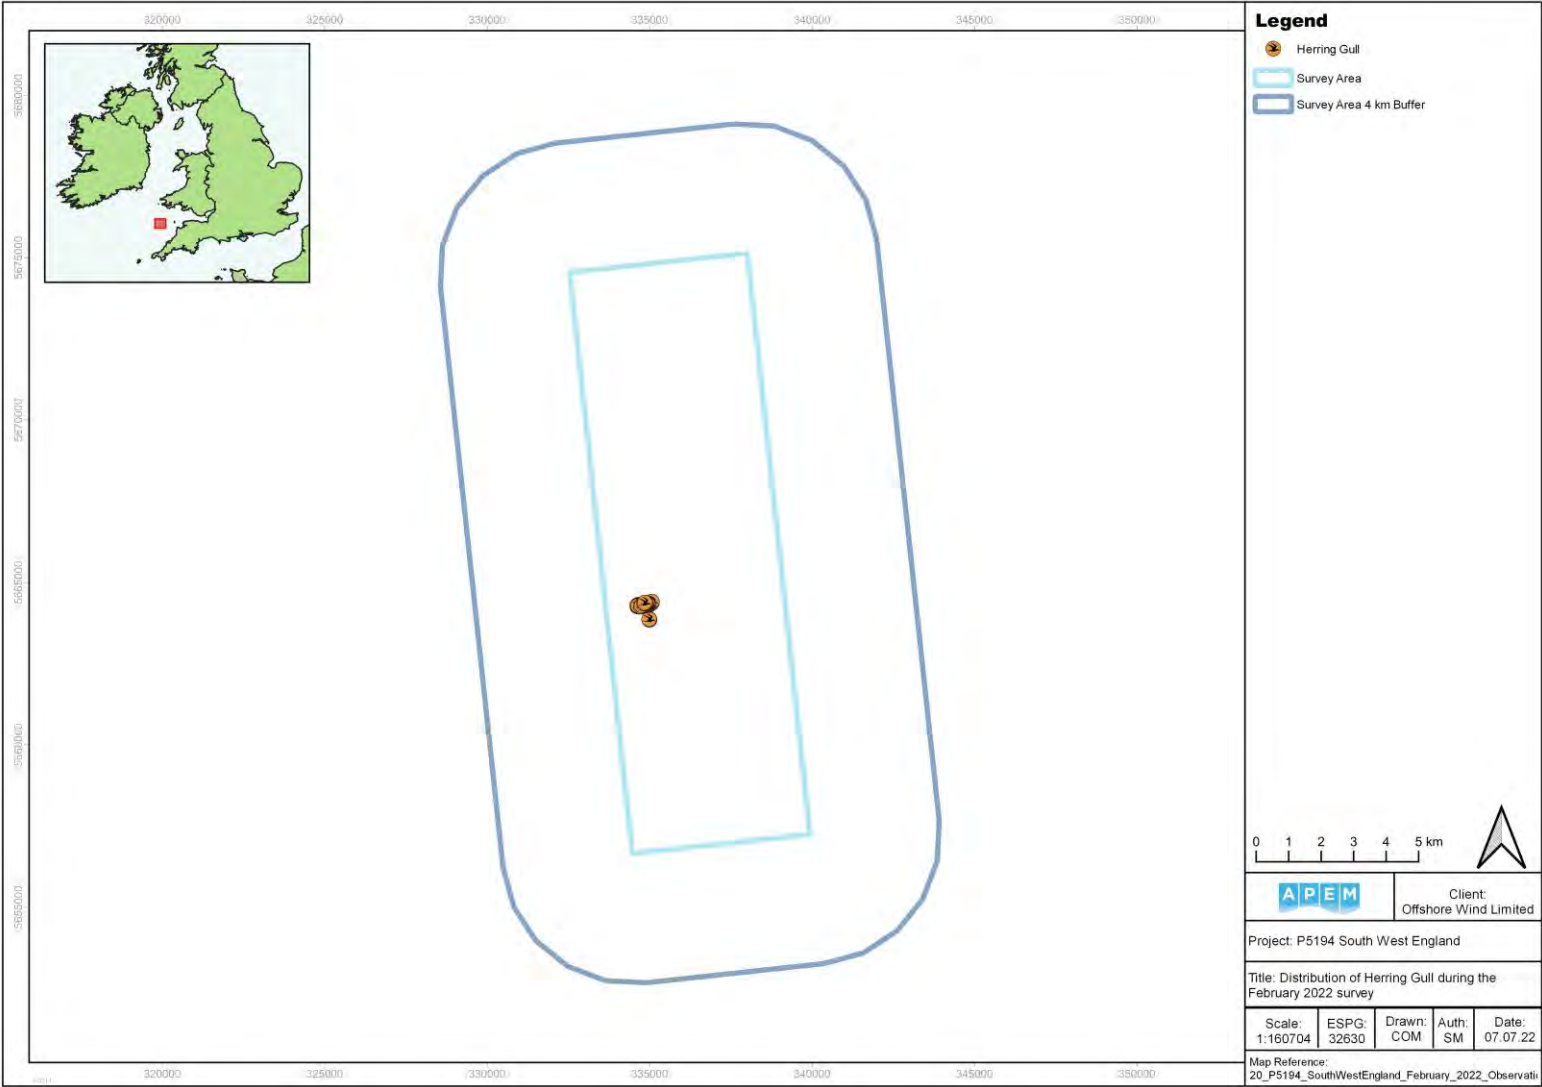 320000 325000 330000 335000 340000 345000 350000
5680000
5675000
5670000
5665000
5660000
5655000
320000 325000 330000 335000 340000 345000 350000
Legend
Herring Gull
Survey Area
Survey Area 4 km Buffer
0 1 2 3 4 5 km
APEM
Client:
Offshore Wind Limited
Project: P5194 South West England
Title: Distribution of Herring Gull during the
February 2022 survey
Scale: ESPG: Drawn: Auth: Date:
1:160704 32630 COM SM 07.07.22
Map Reference:
20_P5194_SouthWestEngland_February_2022_Observati